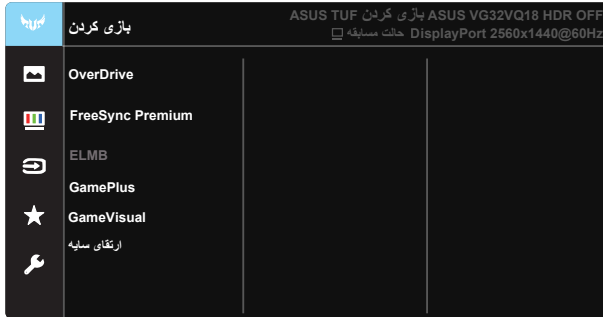 بازی کردن
ASUS TUF بازی کردن ASUS VG32VQ18 HDR OFF
حالت مسابقه DisplayPort 2560x1440@60Hz
OverDrive
FreeSync Premium
ELMB
GamePlus
GameVisual
ارتقای سایه